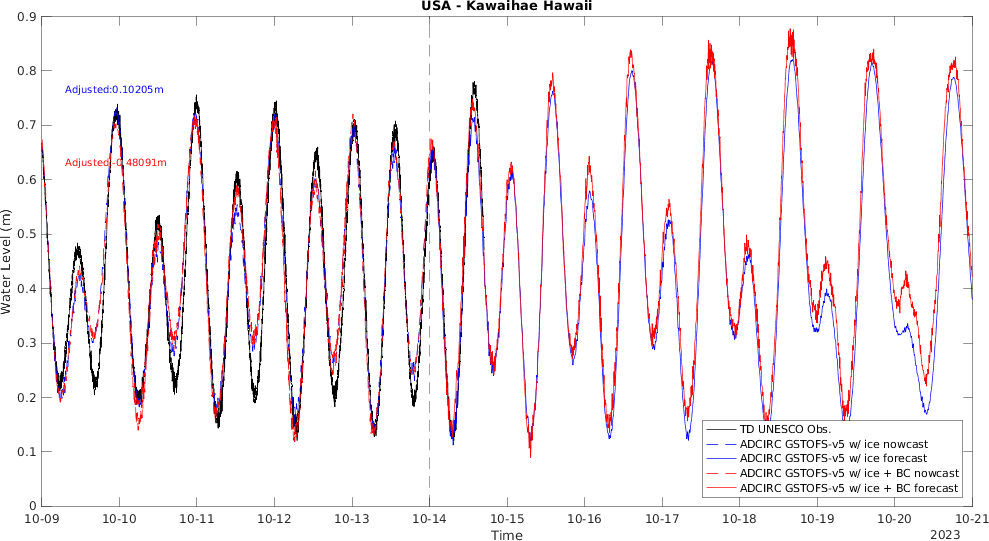 USA - Kawaihae Hawaii
0.9
0.8
0.7
0.6
0.5
0.4
0.3
0.2
0.1
0
Water Level (m)
Adjusted:0.10205m
Adjusted:-0.48091m
TD UNESCO Obs.
ADCIRC GSTOFS-v5 w/ ice nowcast
ADCIRC GSTOFS-v5 w/ ice forecast
ADCIRC GSTOFS-v5 w/ ice + BC nowcast
ADCIRC GSTOFS-v5 w/ ice + BC forecast
10-09 10-10 10-11 10-12 10-13 10-14 10-15 10-16 10-17 10-18 10-19 10-20 10-21
Time
2023